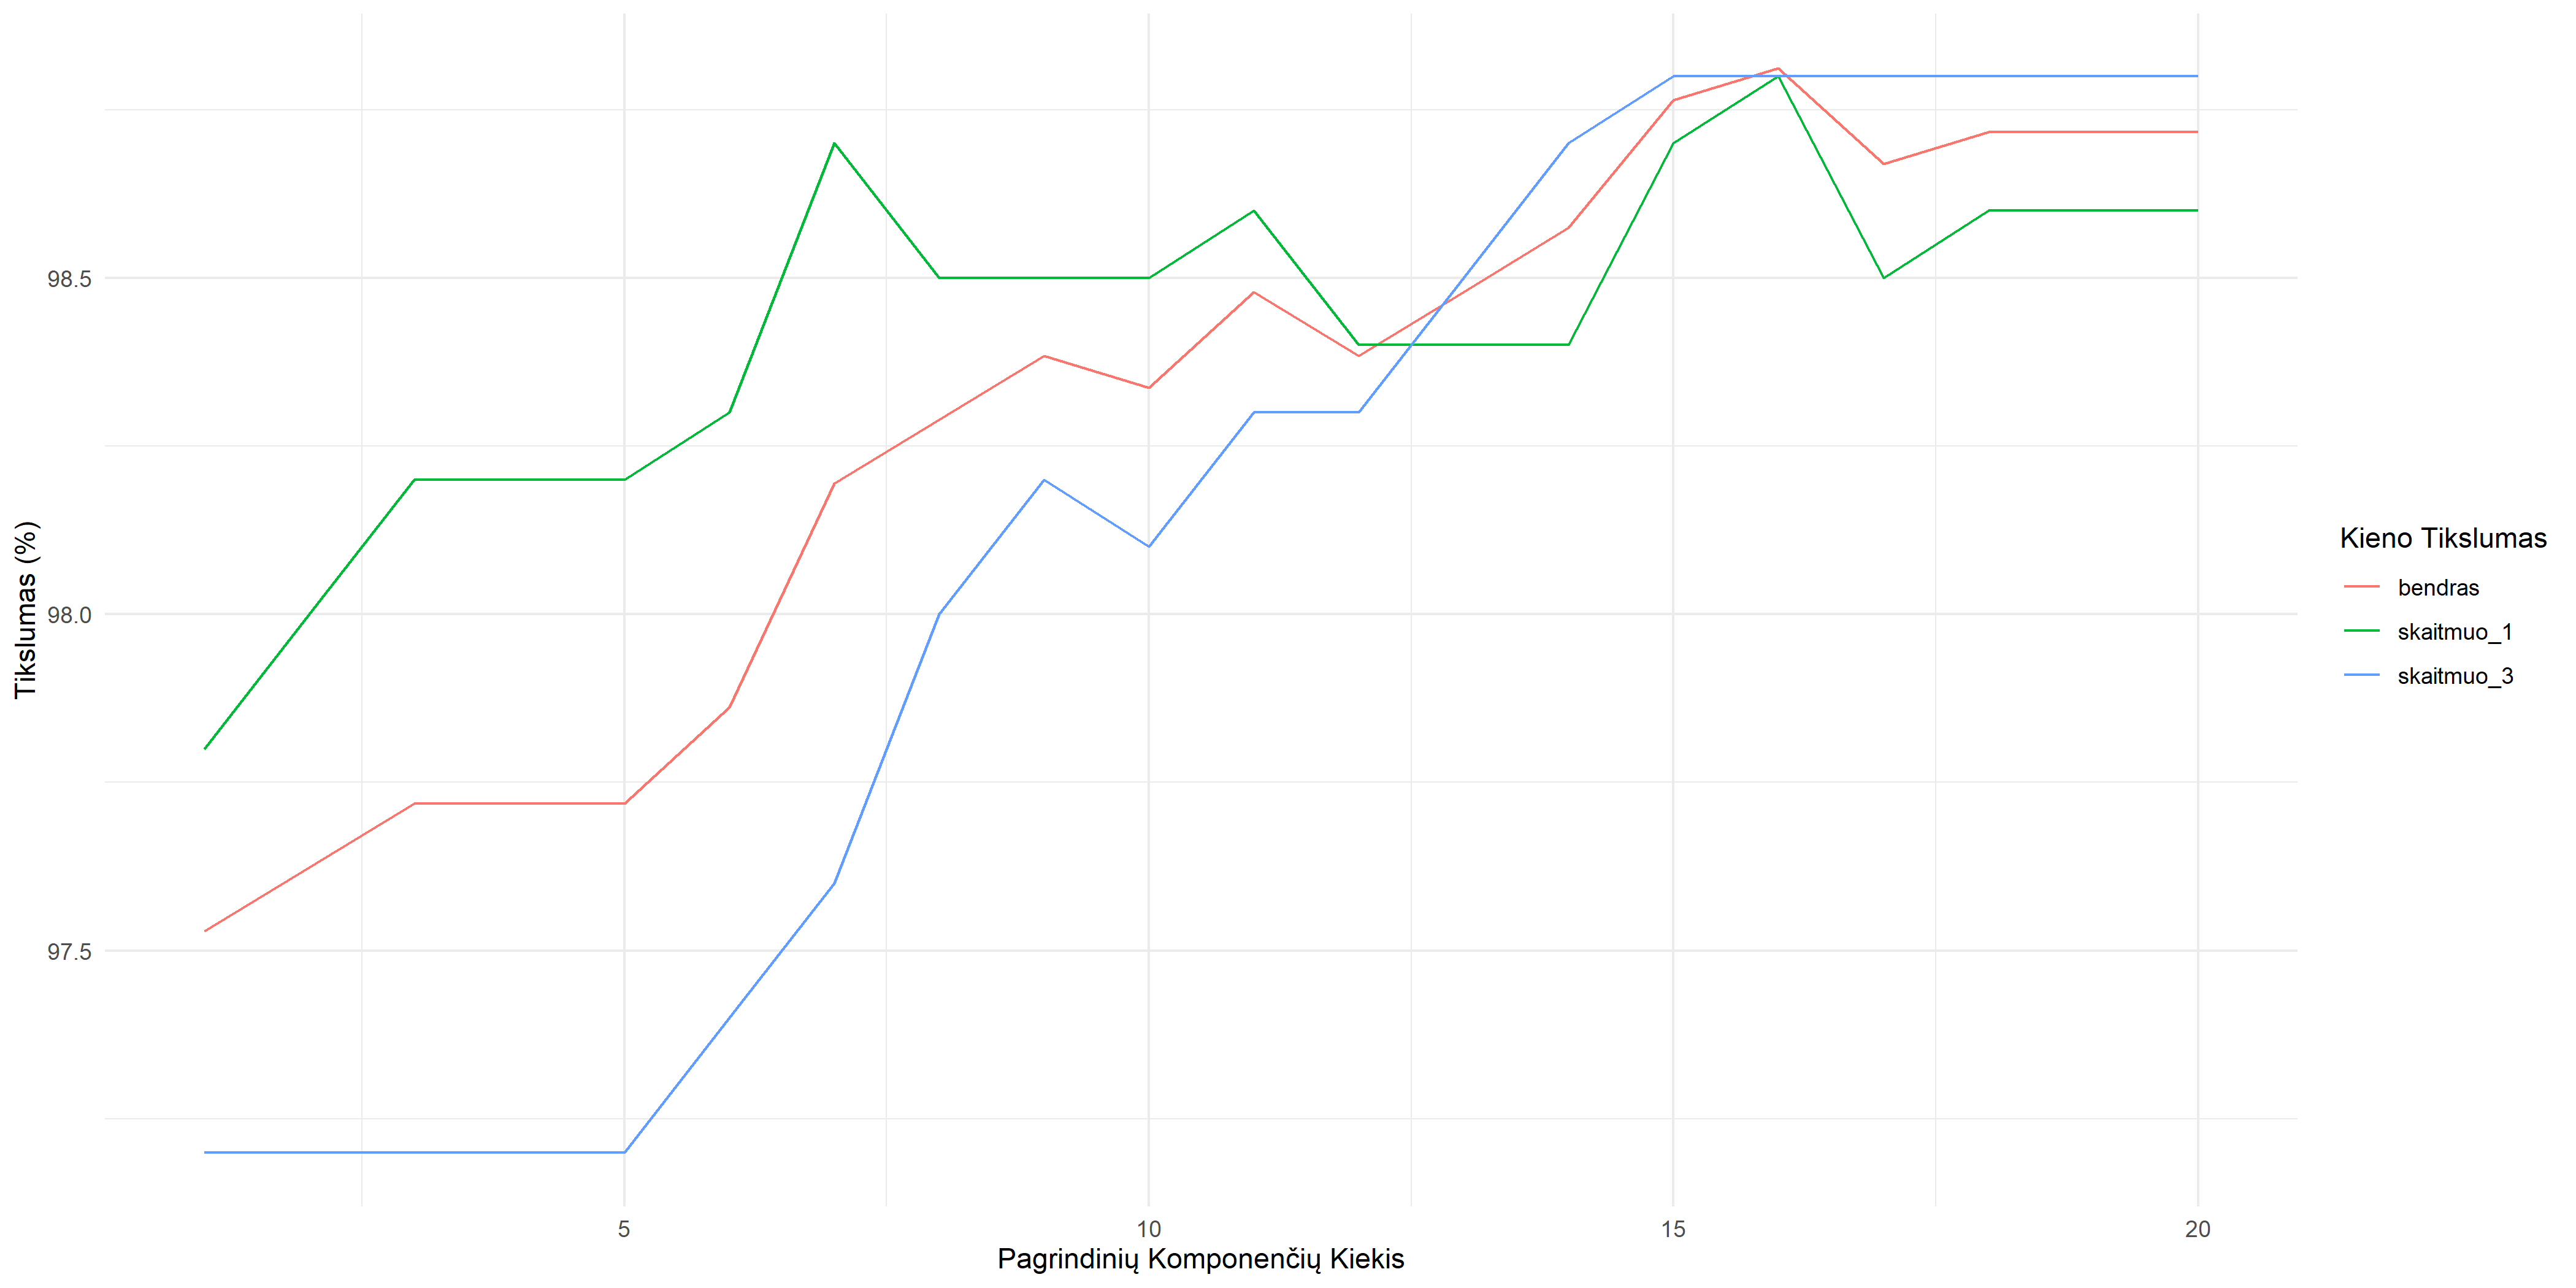 98.5
98.0
97.5
Tikslumas (%)
5
10
15
20
Pagrindinių Komponenčių Kiekis
Kieno Tikslumas
bendras
skaitmuo_1
skaitmuo_3